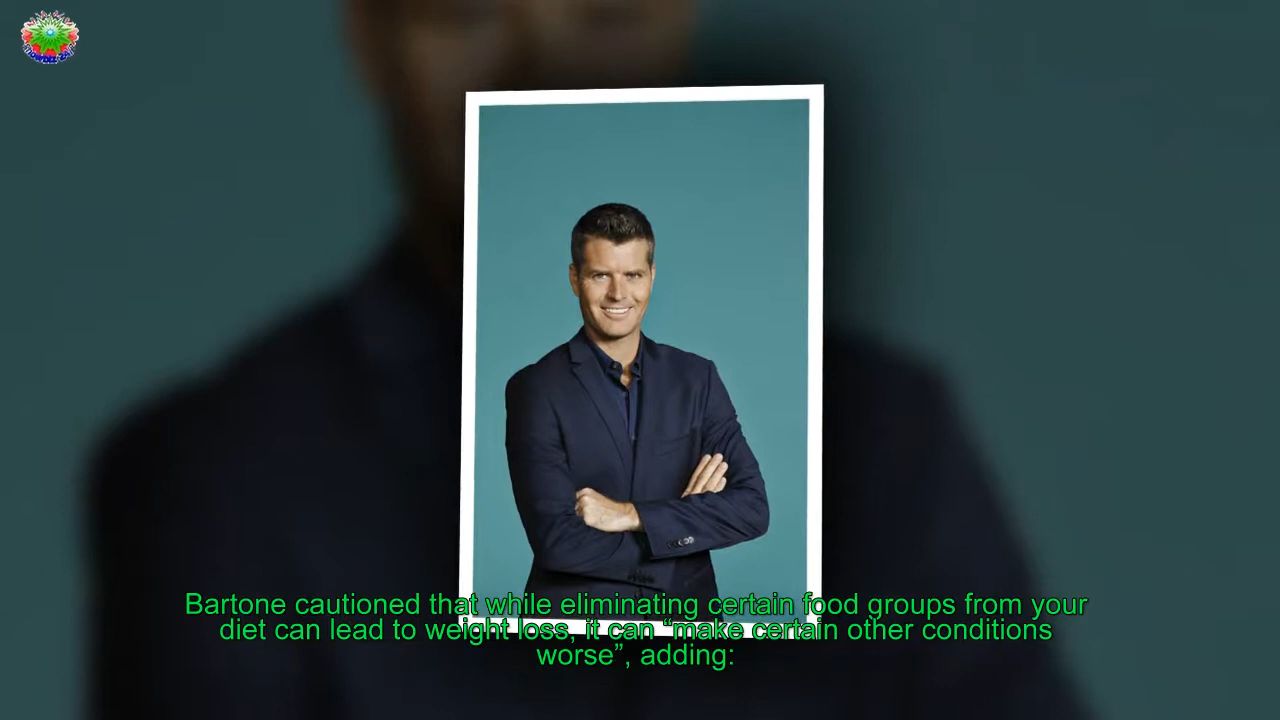 Bartone cautioned that while eliminating certain food groups from your
diet can lead to weight loss, it can “make certain other conditions
worse”, adding: